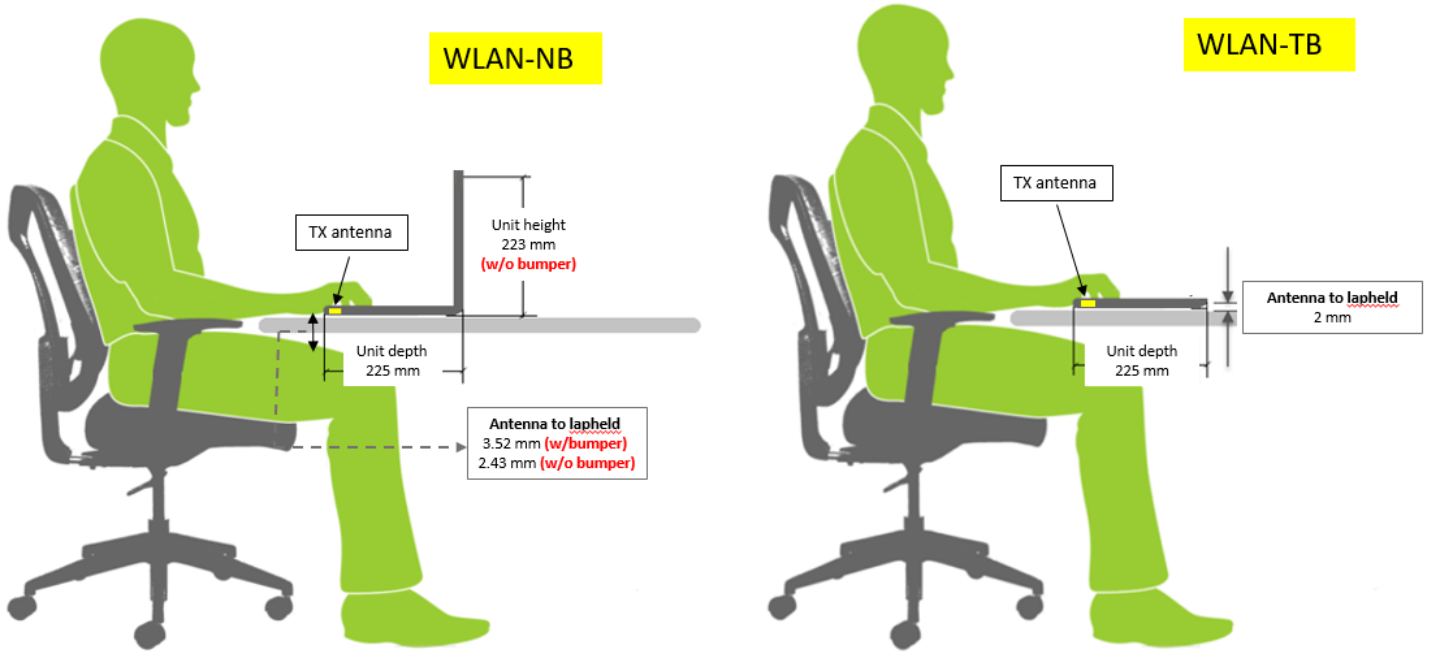 WLAN-NB
TX antenna
Unit height
223 mm
(w/o bumper)
Unit depth
225 mm
Antenna to lapheld
3.52 mm (w/bumper)
2.43 mm (w/o bumper)
WLAN-TB
TX antenna
Antenna to lapheld
2 mm
Unit depth
225 mm